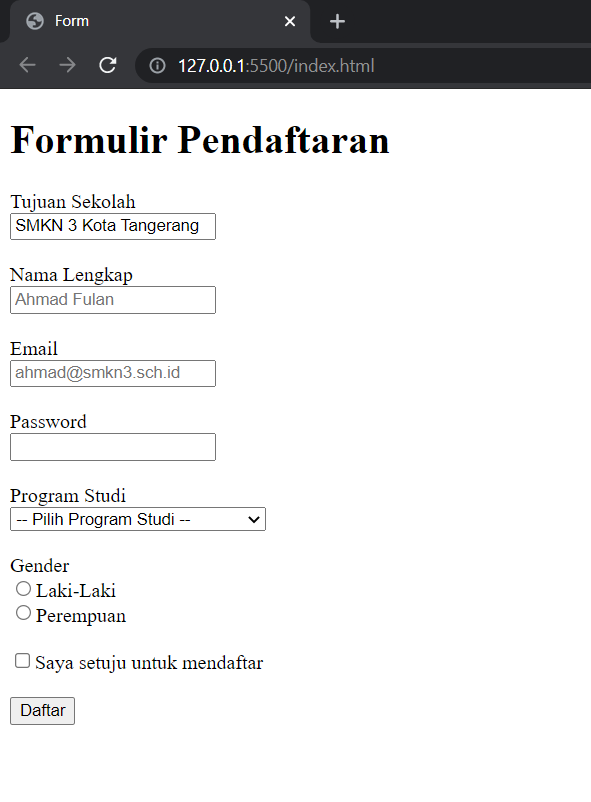 Form
127.0.0.1:5500/index.html
Formulir Pendaftaran
Tujuan Sekolah
SMKN 3 Kota Tangerang
Nama Lengkap
Ahmad Fulan
Email
ahmad@smkn3.sch.id
Password
Program Studi
-- Pilih Program Studi --
Gender
Laki-Laki
Perempuan
Saya setuju untuk mendaftar
Daftar